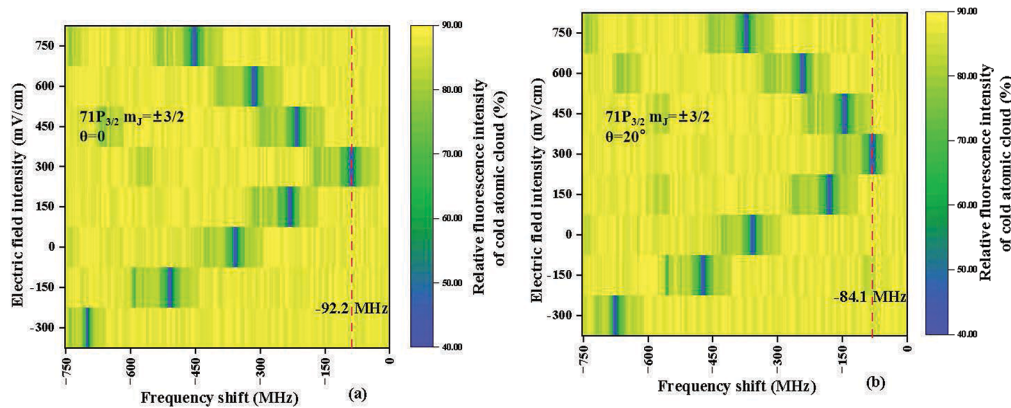 750
600
450
300
150
0
−150
−300
Electric field intensity (m V/cm)
71P3/2 mJ=±3/2
θ=0
-92.2 MHz
−750
−600
−450
−300
−150
0
Frequency shift (MHz)
(a)
90.00
80.00
70.00
60.00
50.00
40.00
Relative fluorescence intensity
of cold atomic cloud (%)
750
600
450
300
150
0
−150
−300
Electric field intensity (mV/cm)
71P3/2 mJ=±3/2
θ=20°
-84.1 MHz
−750
−600
−450
−300
−150
0
Frequency shift (MHz)
(b)
90.00
80.00
70.00
60.00
50.00
40.00
Relative fluorescence intensity
of cold atomic cloud (%)